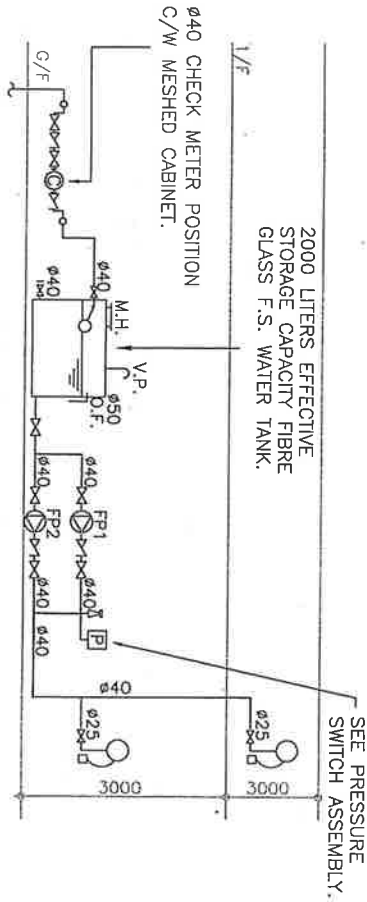 2000 LITERS EFFECTIVE
STORAGE CAPACITY FIBRE
GLASS F.S. WATER TANK.
SEE PRESSURE
SWITCH ASSEMBLY.
1/F
3000
ø40 CHECK METER POSITION
C/W MESHED CABINET.
ø25
G/F
C
ø40
M.H.
V.P.
ø50
O.F.
ø40
ø40
FP1
ø40
P
ø40
FP2
ø40
ø40
ø40
ø25
3000